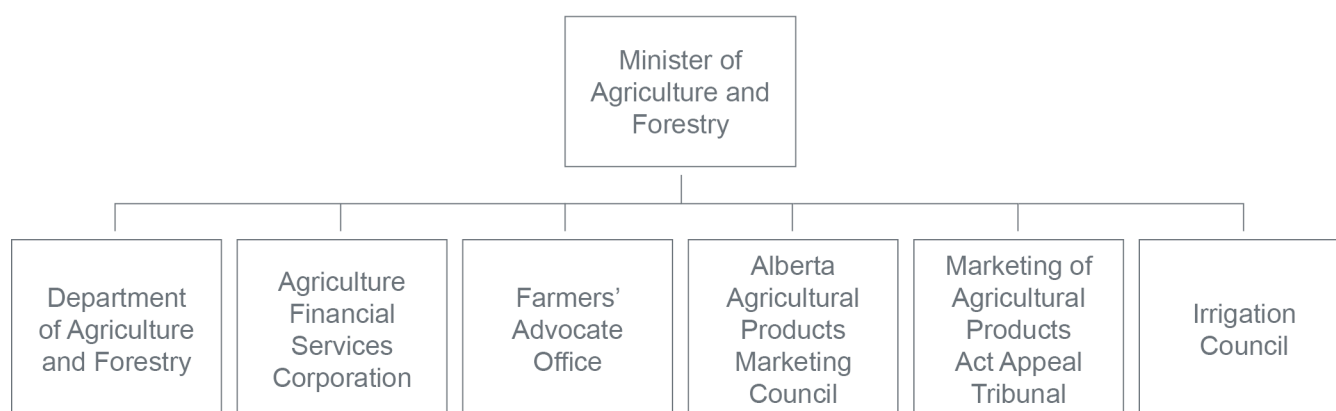 Minister of
Agriculture and
Forestry
Department
of Agriculture
and Forestry
Agriculture
Financial
Services
Corporation
Farmers’
Advocate
Office
Alberta
Agricultural
Products
Marketing
Council
Marketing of
Agricultural
Products
Act Appeal
Tribunal
Irrigation
Council